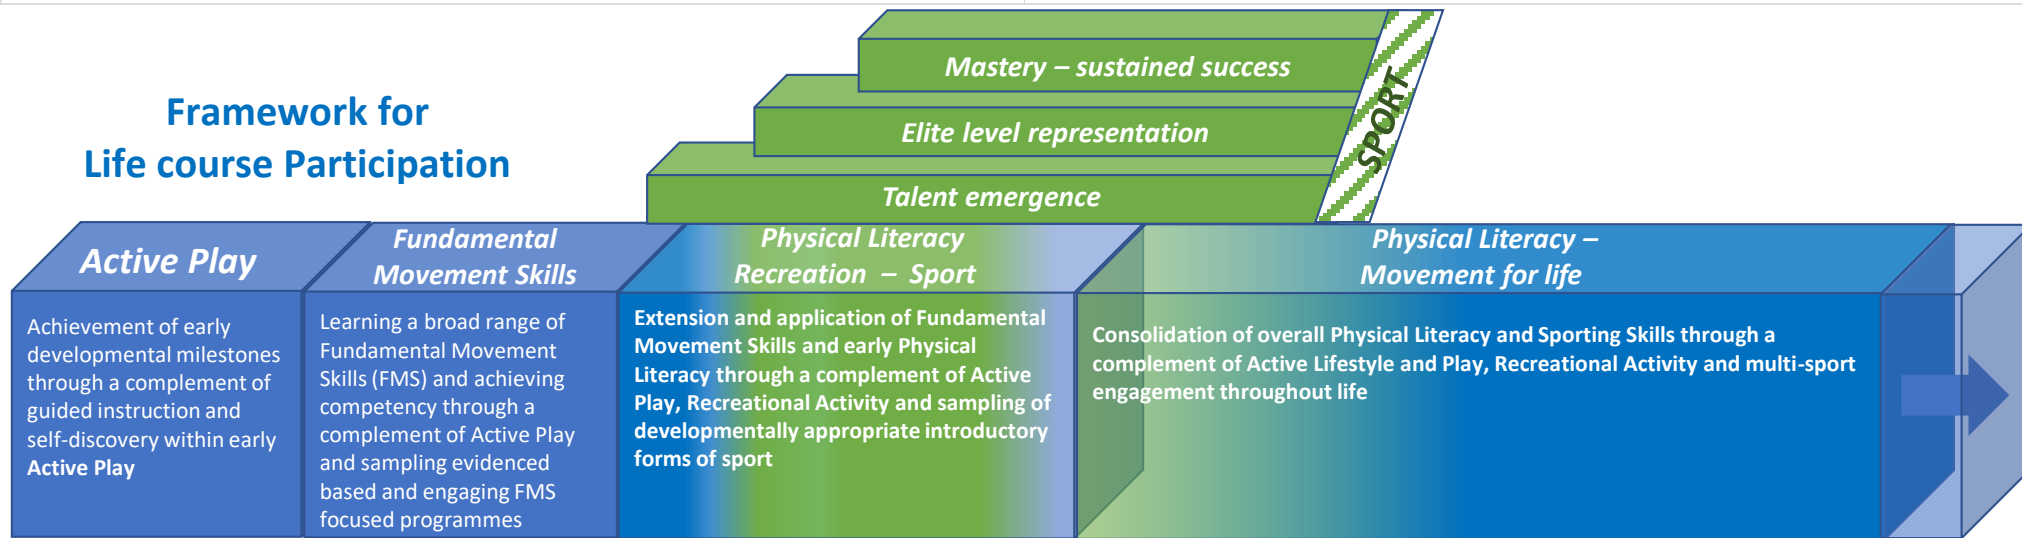 Framework for
Life course Participation
Mastery – sustained success
Elite level representation
Talent emergence
SPORT
Active Play
Achievement of early
developmental milestones
through a complement of
guided instruction and
self-discovery within early
Active Play
Fundamental
Movement Skills
Learning a broad range of
Fundamental Movement
Skills (FMS) and achieving
competency through a
complement of Active Play
and sampling evidenced
based and engaging FMS
focused programmes
Physical Literacy
Recreation – Sport
Extension and application of Fundamental
Movement Skills and early Physical
Literacy through a complement of Active
Play, Recreational Activity and sampling of
developmentally appropriate introductory
forms of sport
Physical Literacy –
Movement for life
Consolidation of overall Physical Literacy and Sporting Skills through a
complement of Active Lifestyle and Play, Recreational Activity and multi-sport
engagement throughout life